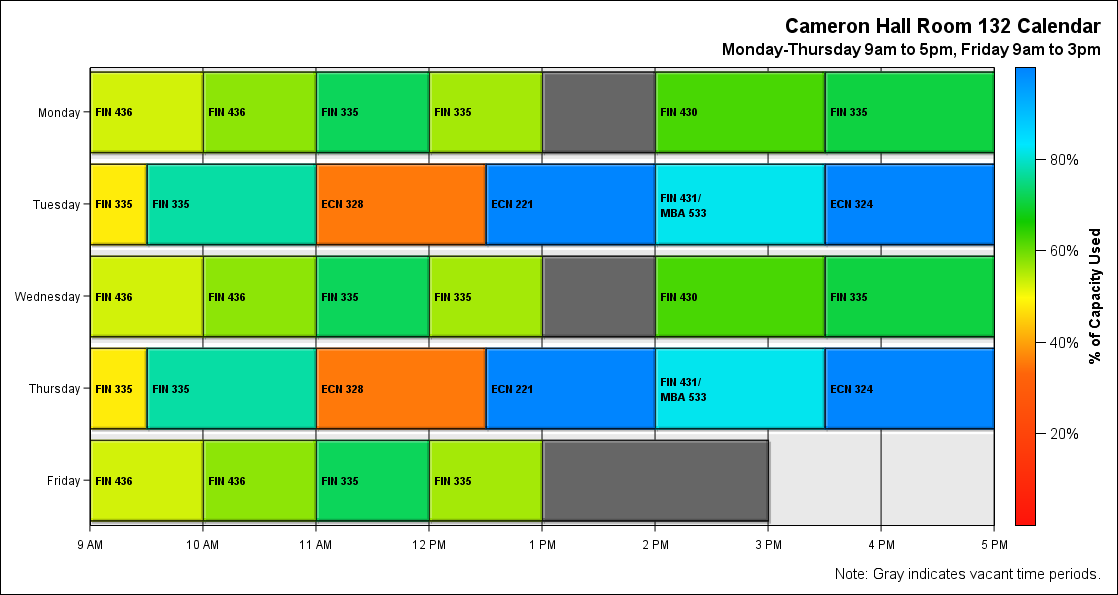 Cameron Hall Room 132 Calendar
Monday-Thursday 9am to 5pm, Friday 9am to 3pm
Monday
FIN 436
FIN 436
FIN 335
FIN 335
FIN 430
FIN 335
Tuesday
FIN 335
FIN 335
ECN 328
ECN 221
FIN 431/
MBA 533
ECN 324
Wednesday
FIN 436
FIN 436
FIN 335
FIN 335
FIN 430
FIN 335
Thursday
FIN 335
FIN 335
ECN 328
ECN 221
FIN 431/
MBA 533
ECN 324
Friday
FIN 436
FIN 436
FIN 335
FIN 335
9 AM
10 AM
11 AM
12 PM
1 PM
2 PM
3 PM
4 PM
5 PM
80%
60%
40%
20%
% of Capacity Used
Note: Gray indicates vacant time periods.